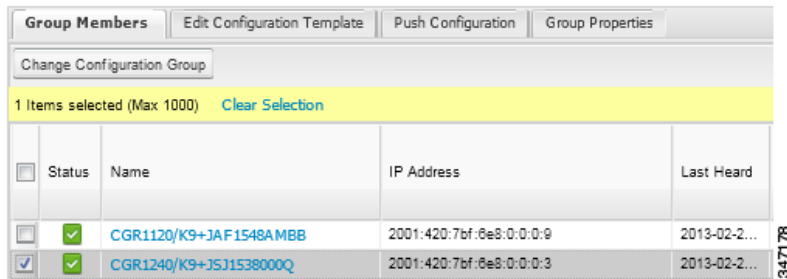 Group Members Edit Configuration Template Push Configuration Group Properties
Change Configuration Group
1 Items selected (Max 1000) Clear Selection
Status Name IP Address Last Heard
CGR1120/K9+JAF1548AMBB 2001:420:7bf:6e8:0:0:0:9 2013-02-2...
CGR1240/K9+JSJ1538000Q 2001:420:7bf:6e8:0:0:0:3 2013-02-2...
347178